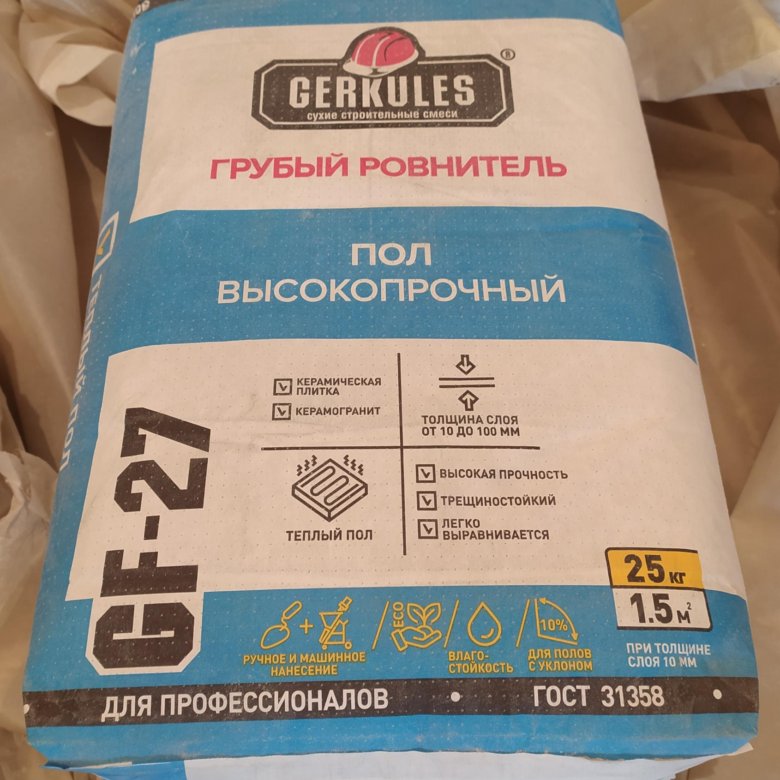 GERKULES
®
сухие строительные смеси
ГРУБЫЙ РОВНИТЕЛЬ
ПОЛ
ВЫСОКОПРОЧНЫЙ
КЕРАМИЧЕСКАЯ
ПЛИТКА
КЕРАМОГРАНИТ
ТОЛЩИНА СЛОЯ
ОТ 10 ДО 100 ММ
ТЕПЛЫЙ ПОЛ
ВЫСОКАЯ ПРОЧНОСТЬ
ТРЕЩИНОСТОЙКИЙ
ЛЕГКО
ВЫРАВНИВАЕТСЯ
GF-27
ТЕПЛЫЙ ПОЛ
25 КГ
1.5 М²
ПРИ ТОЛЩИНЕ
СЛОЯ 10 ММ
РУЧНОЕ И МАШИННОЕ
НАНЕСЕНИЕ
ECO
ВЛАГО-
СТОЙКОСТЬ
10%
ДЛЯ ПОЛОВ
С УКЛОНОМ
ДЛЯ ПРОФЕССИОНАЛОВ • ГОСТ 31358 •